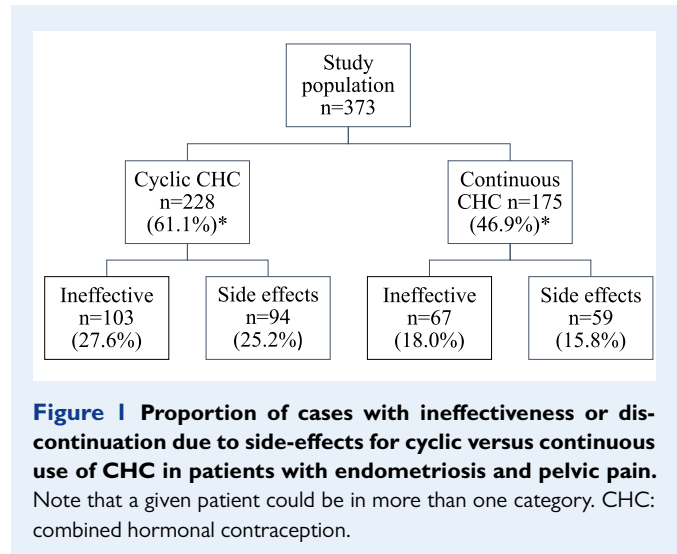 Study
population
n=373
Cyclic CHC
n=228
(61.1%)*
Continuous
CHC n=175
(46.9%)*
Ineffective
n=103
(27.6%)
Side effects
n=94
(25.2%)
Ineffective
n=67
(18.0%)
Side effects
n=59
(15.8%)
Figure 1 Proportion of cases with ineffectiveness or dis-
continuation due to side-effects for cyclic versus continuous
use of CHC in patients with endometriosis and pelvic pain.
Note that a given patient could be in more than one category. CHC:
combined hormonal contraception.